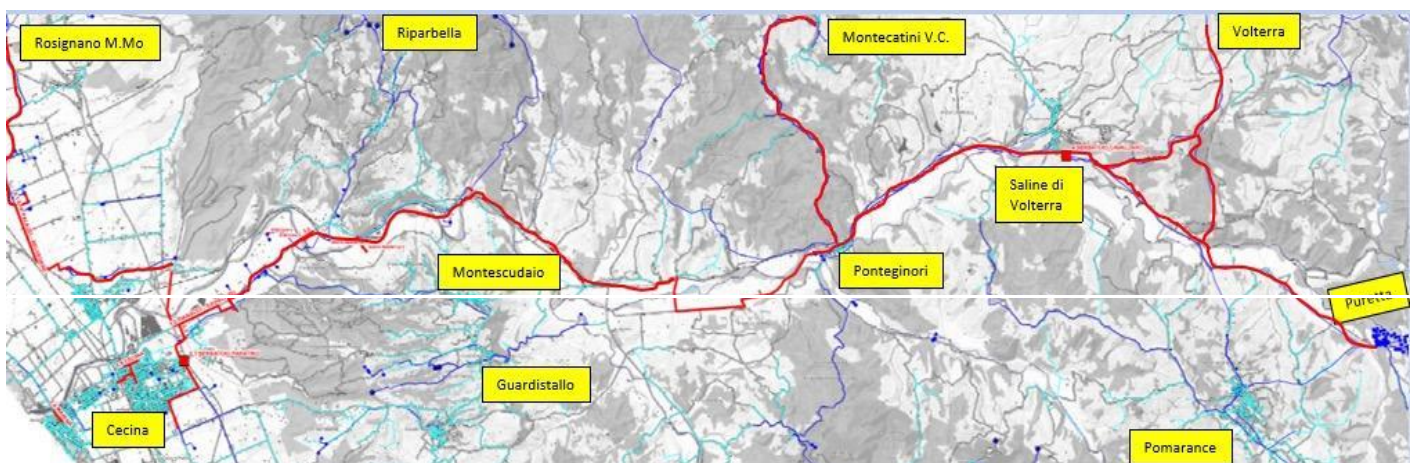 Rosignano M.Mo
Riparbella
Montecatini V.C.
Volterra
Saline di
Volterra
Montescudaio
Ponteginori
Puretta
Guardistallo
Cecina
Pomarance